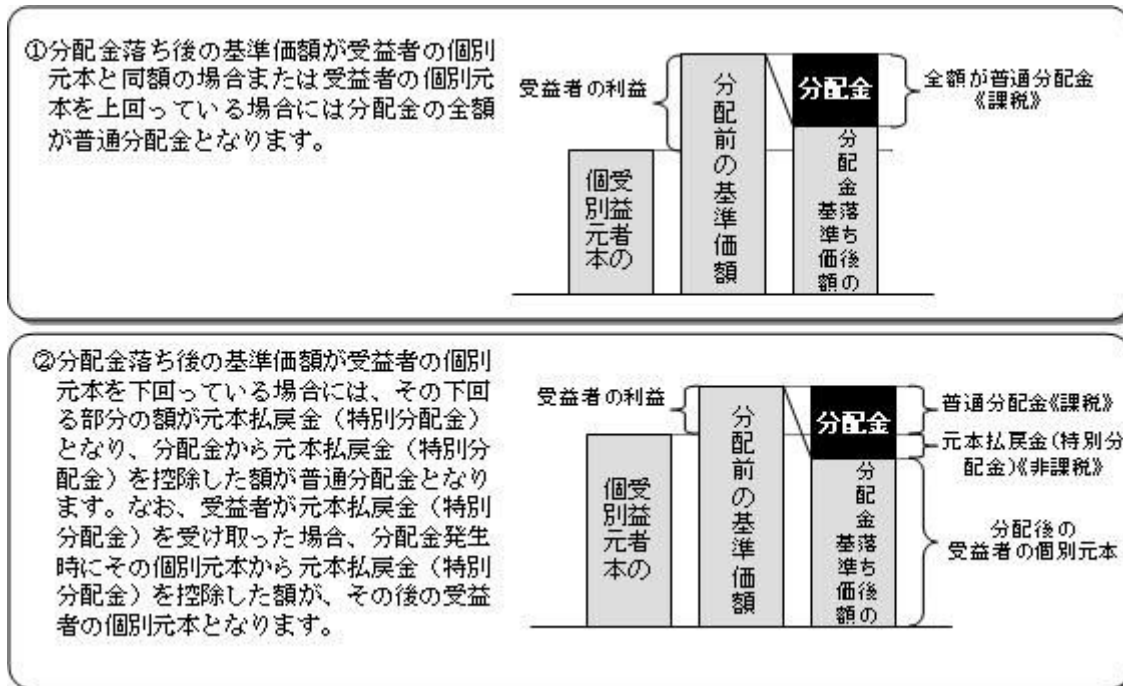 ①分配金落ち後の基準価額が受益者の個別
元本と同額の場合または受益者の個別元
本を上回っている場合には分配金の全額
が普通分配金となります。
受益者の利益
受益者の
個別元本
分配前の基準価額
分配金
分配金落ち後の
基準価額
全額が普通分配金
《課税》
②分配金落ち後の基準価額が受益者の個別
元本を下回っている場合には、その下回
る部分の額が元本払戻金（特別分配金）
となり、分配金から元本払戻金（特別分
配金）を控除した額が普通分配金となり
ます。なお、受益者が元本払戻金（特別
分配金）を受け取った場合、分配金発生
時にその個別元本から元本払戻金（特別
分配金）を控除した額が、その後の受益
者の個別元本となります。
受益者の利益
受益者の
個別元本
分配前の基準価額
分配金
分配金落ち後の
基準価額
普通分配金《課税》
元本払戻金(特別分
配金)《非課税》
分配後の
受益者の個別元本